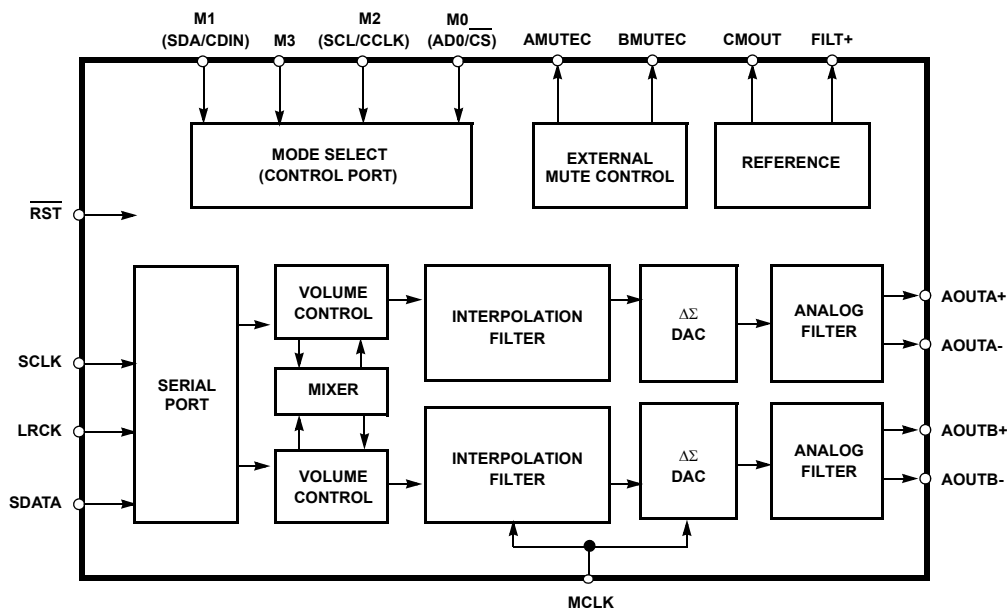 M1
(SDA/CDIN)
M3
M2
(SCL/CCLK)
M0
(AD0/CS)
AMUTEC
BMUTEC
CMOUT
FILT+
MODE SELECT
(CONTROL PORT)
EXTERNAL
MUTE CONTROL
REFERENCE
RST
SERIAL
PORT
VOLUME
CONTROL
INTERPOLATION
FILTER
ΔΣ
DAC
ANALOG
FILTER
AOUTA+
AOUTA-
SCLK
MIXER
LRCK
VOLUME
CONTROL
INTERPOLATION
FILTER
ΔΣ
DAC
ANALOG
FILTER
AOUTB+
AOUTB-
SDATA
MCLK